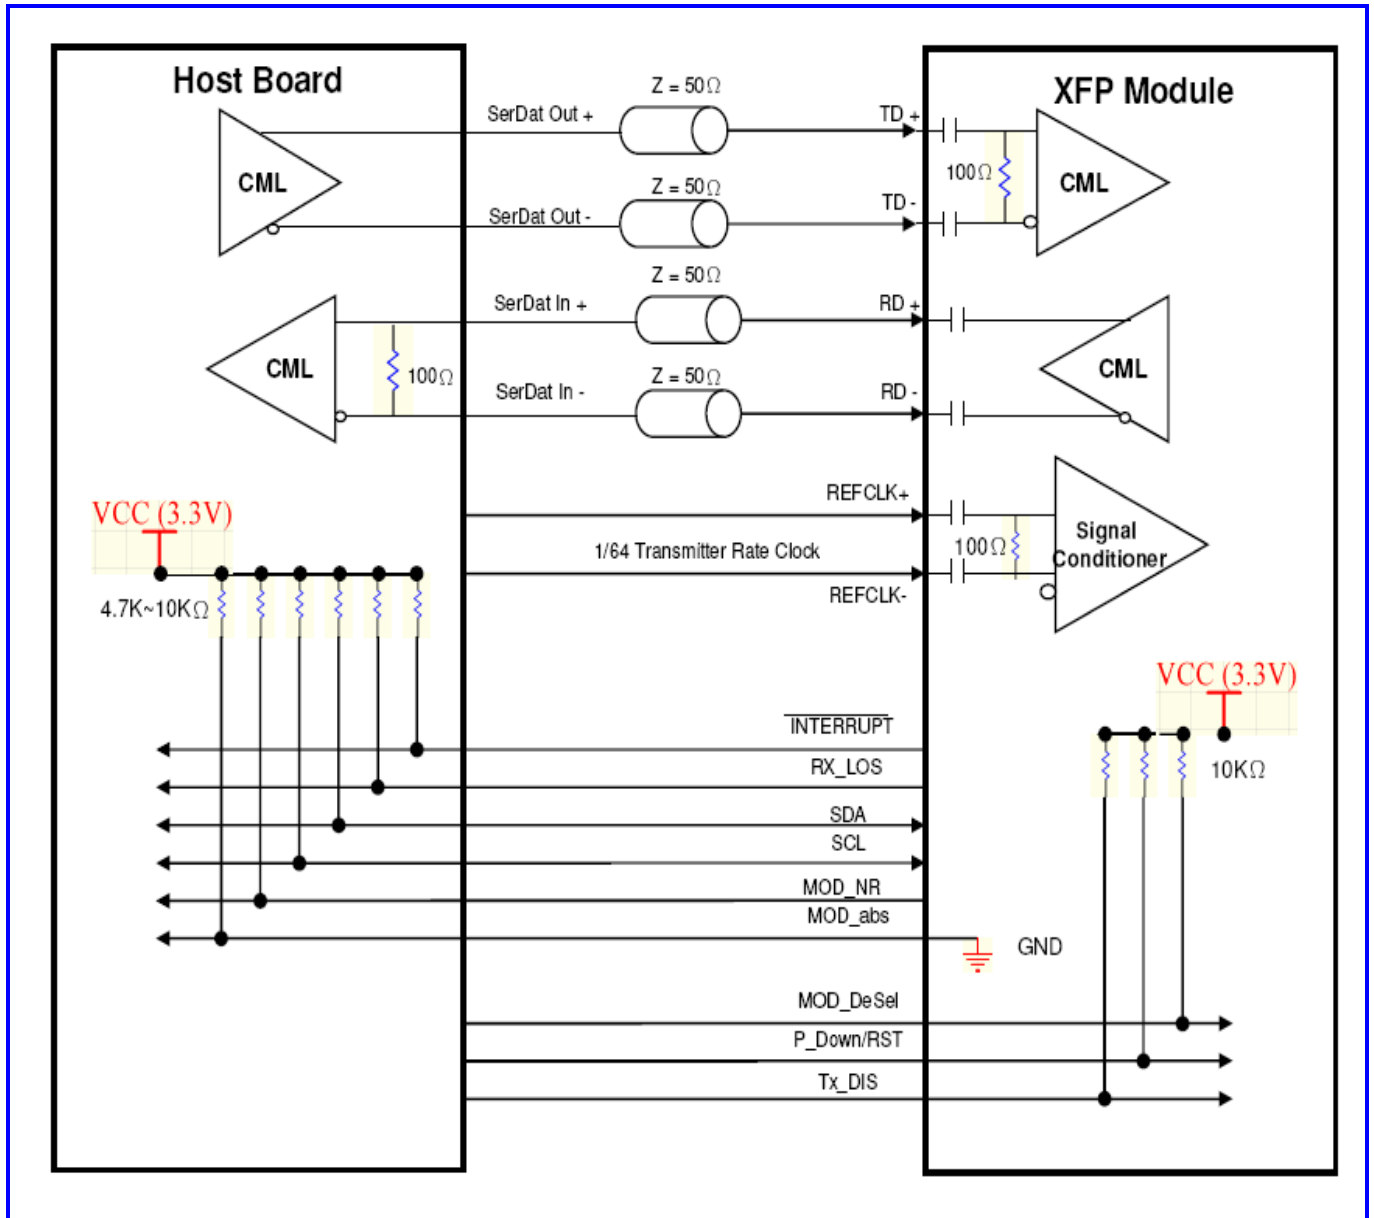 Host Board
XFP Module
Z = 50Ω
SerDat Out +
TD +
CML
100Ω
CML
Z = 50Ω
SerDat Out -
TD -
Z = 50Ω
SerDat In +
RD +
CML
100Ω
CML
Z = 50Ω
SerDat In -
RD -
REFCLK+
VCC (3.3V)
Signal
Conditioner
1/64 Transmitter Rate Clock
100Ω
REFCLK-
4.7K~10KΩ
VCC (3.3V)
INTERRUPT
RX_LOS
10KΩ
SDA
SCL
MOD_NR
MOD_abs
GND
MOD_DeSel
P_Down/RST
Tx_DIS